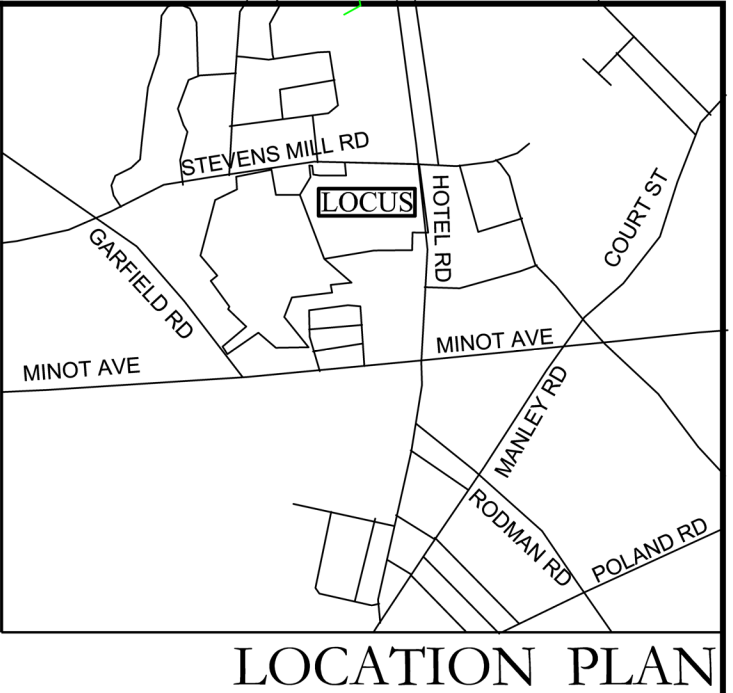 STEVENS MILL RD
LOCUS
HOTEL RD
COURT ST
GARFIELD RD
MINOT AVE
MINOT AVE
MANLEY RD
RODMAN RD
POLAND RD
LOCATION PLAN